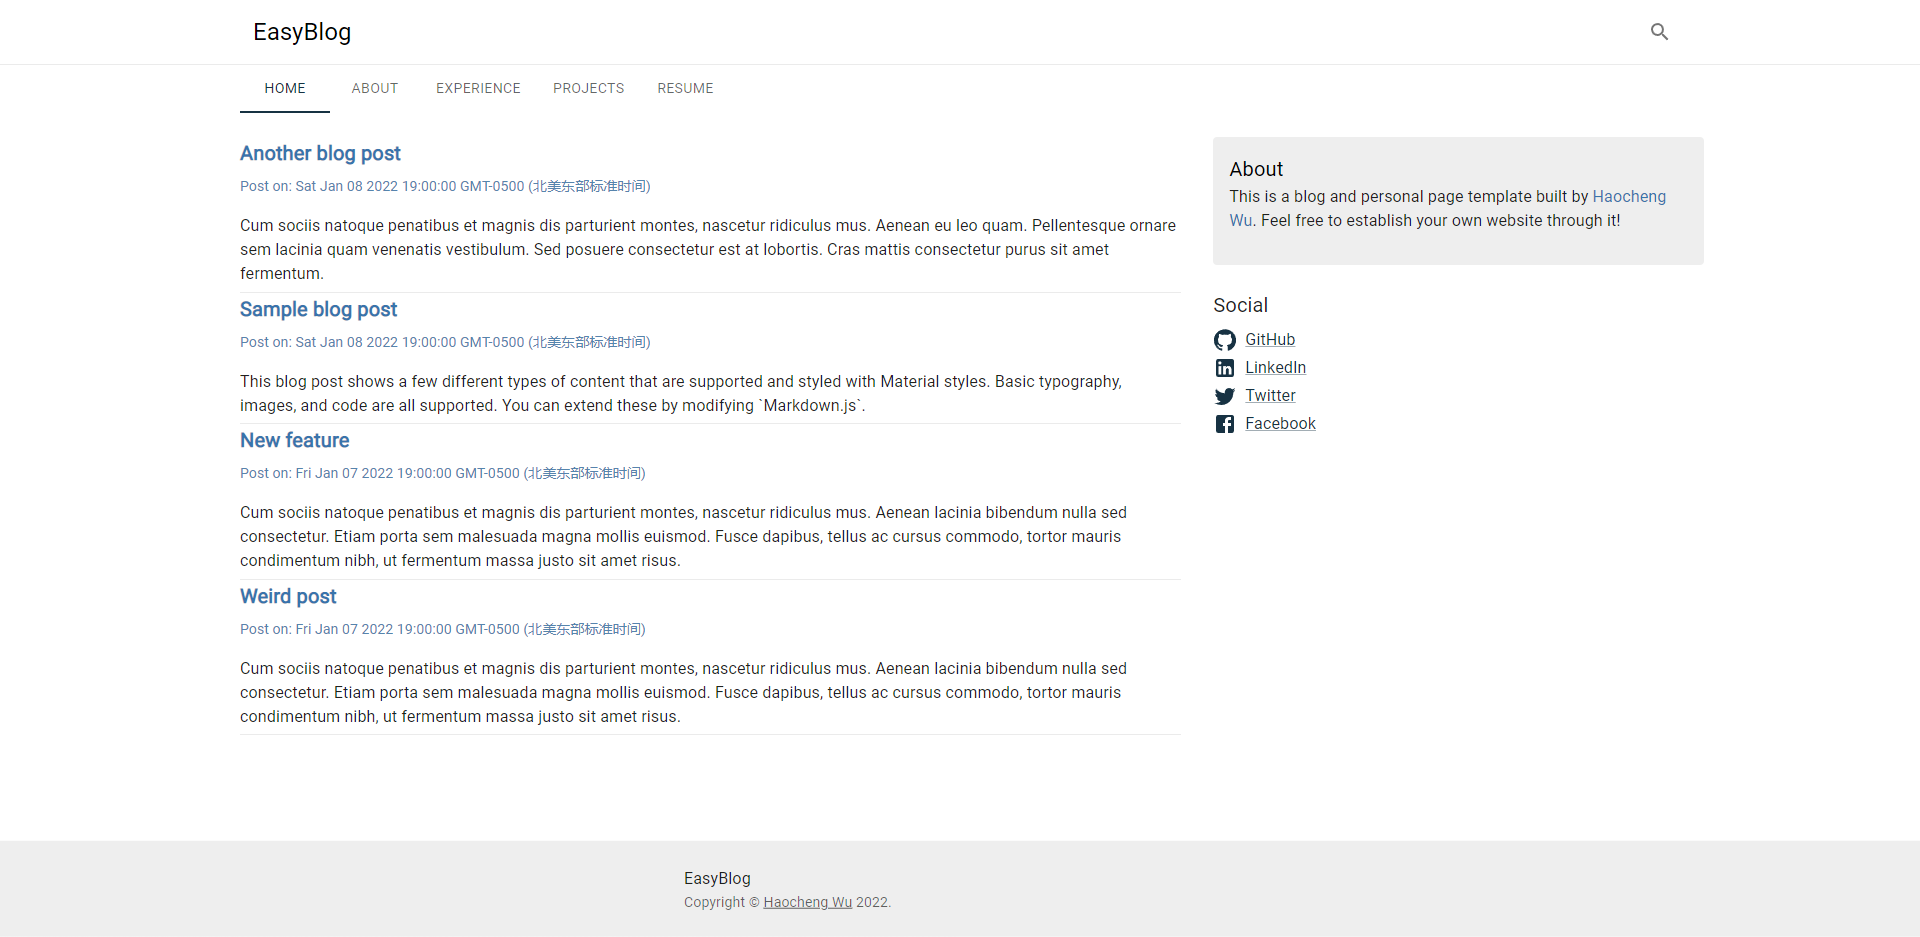 EasyBlog
HOME ABOUT EXPERIENCE PROJECTS RESUME
Another blog post
Post on: Sat Jan 08 2022 19:00:00 GMT-0500 (北美东部标准时间)
Cum sociis natoque penatibus et magnis dis parturient montes, nascetur ridiculus mus. Aenean eu leo quam. Pellentesque ornare
sem lacinia quam venenatis vestibulum. Sed posuere consectetur est at lobortis. Cras mattis consectetur purus sit amet
fermentum.
Sample blog post
Post on: Sat Jan 08 2022 19:00:00 GMT-0500 (北美东部标准时间)
This blog post shows a few different types of content that are supported and styled with Material styles. Basic typography,
images, and code are all supported. You can extend these by modifying `Markdown.js`.
New feature
Post on: Fri Jan 07 2022 19:00:00 GMT-0500 (北美东部标准时间)
Cum sociis natoque penatibus et magnis dis parturient montes, nascetur ridiculus mus. Aenean lacinia bibendum nulla sed
consectetur. Etiam porta sem malesuada magna mollis euismod. Fusce dapibus, tellus ac cursus commodo, tortor mauris
condimentum nibh, ut fermentum massa justo sit amet risus.
Weird post
Post on: Fri Jan 07 2022 19:00:00 GMT-0500 (北美东部标准时间)
Cum sociis natoque penatibus et magnis dis parturient montes, nascetur ridiculus mus. Aenean lacinia bibendum nulla sed
consectetur. Etiam porta sem malesuada magna mollis euismod. Fusce dapibus, tellus ac cursus commodo, tortor mauris
condimentum nibh, ut fermentum massa justo sit amet risus.
About
This is a blog and personal page template built by Haocheng
Wu. Feel free to establish your own website through it!
Social
GitHub
LinkedIn
Twitter
Facebook
EasyBlog
Copyright © Haocheng Wu 2022.